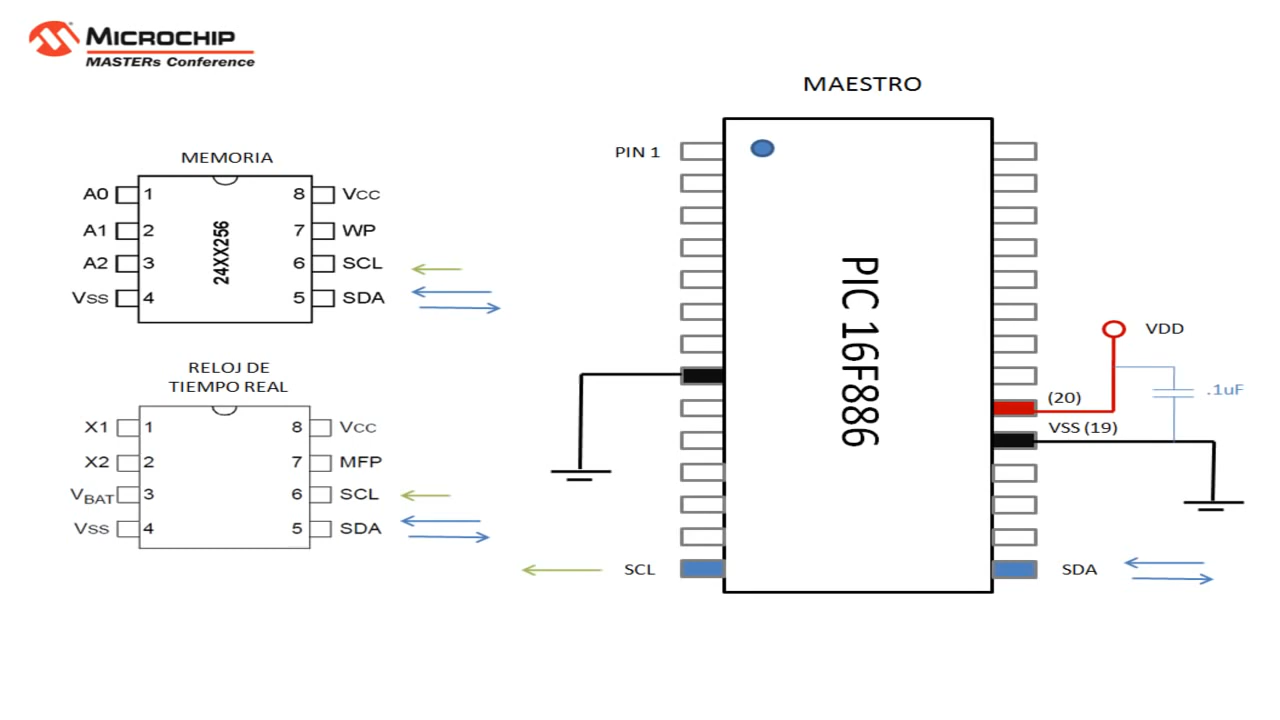 MICROCHIP
MASTERs Conference
MAESTRO
PIN 1
PIC 16F886
VDD
(20)
.1uF
VSS (19)
SCL
SDA
MEMORIA
A0 1 8 VCC
A1 2 7 WP
A2 3 6 SCL
VSS 4 5 SDA
24XX256
RELOJ DE
TIEMPO REAL
X1 1 8 VCC
X2 2 7 MFP
VBAT 3 6 SCL
VSS 4 5 SDA